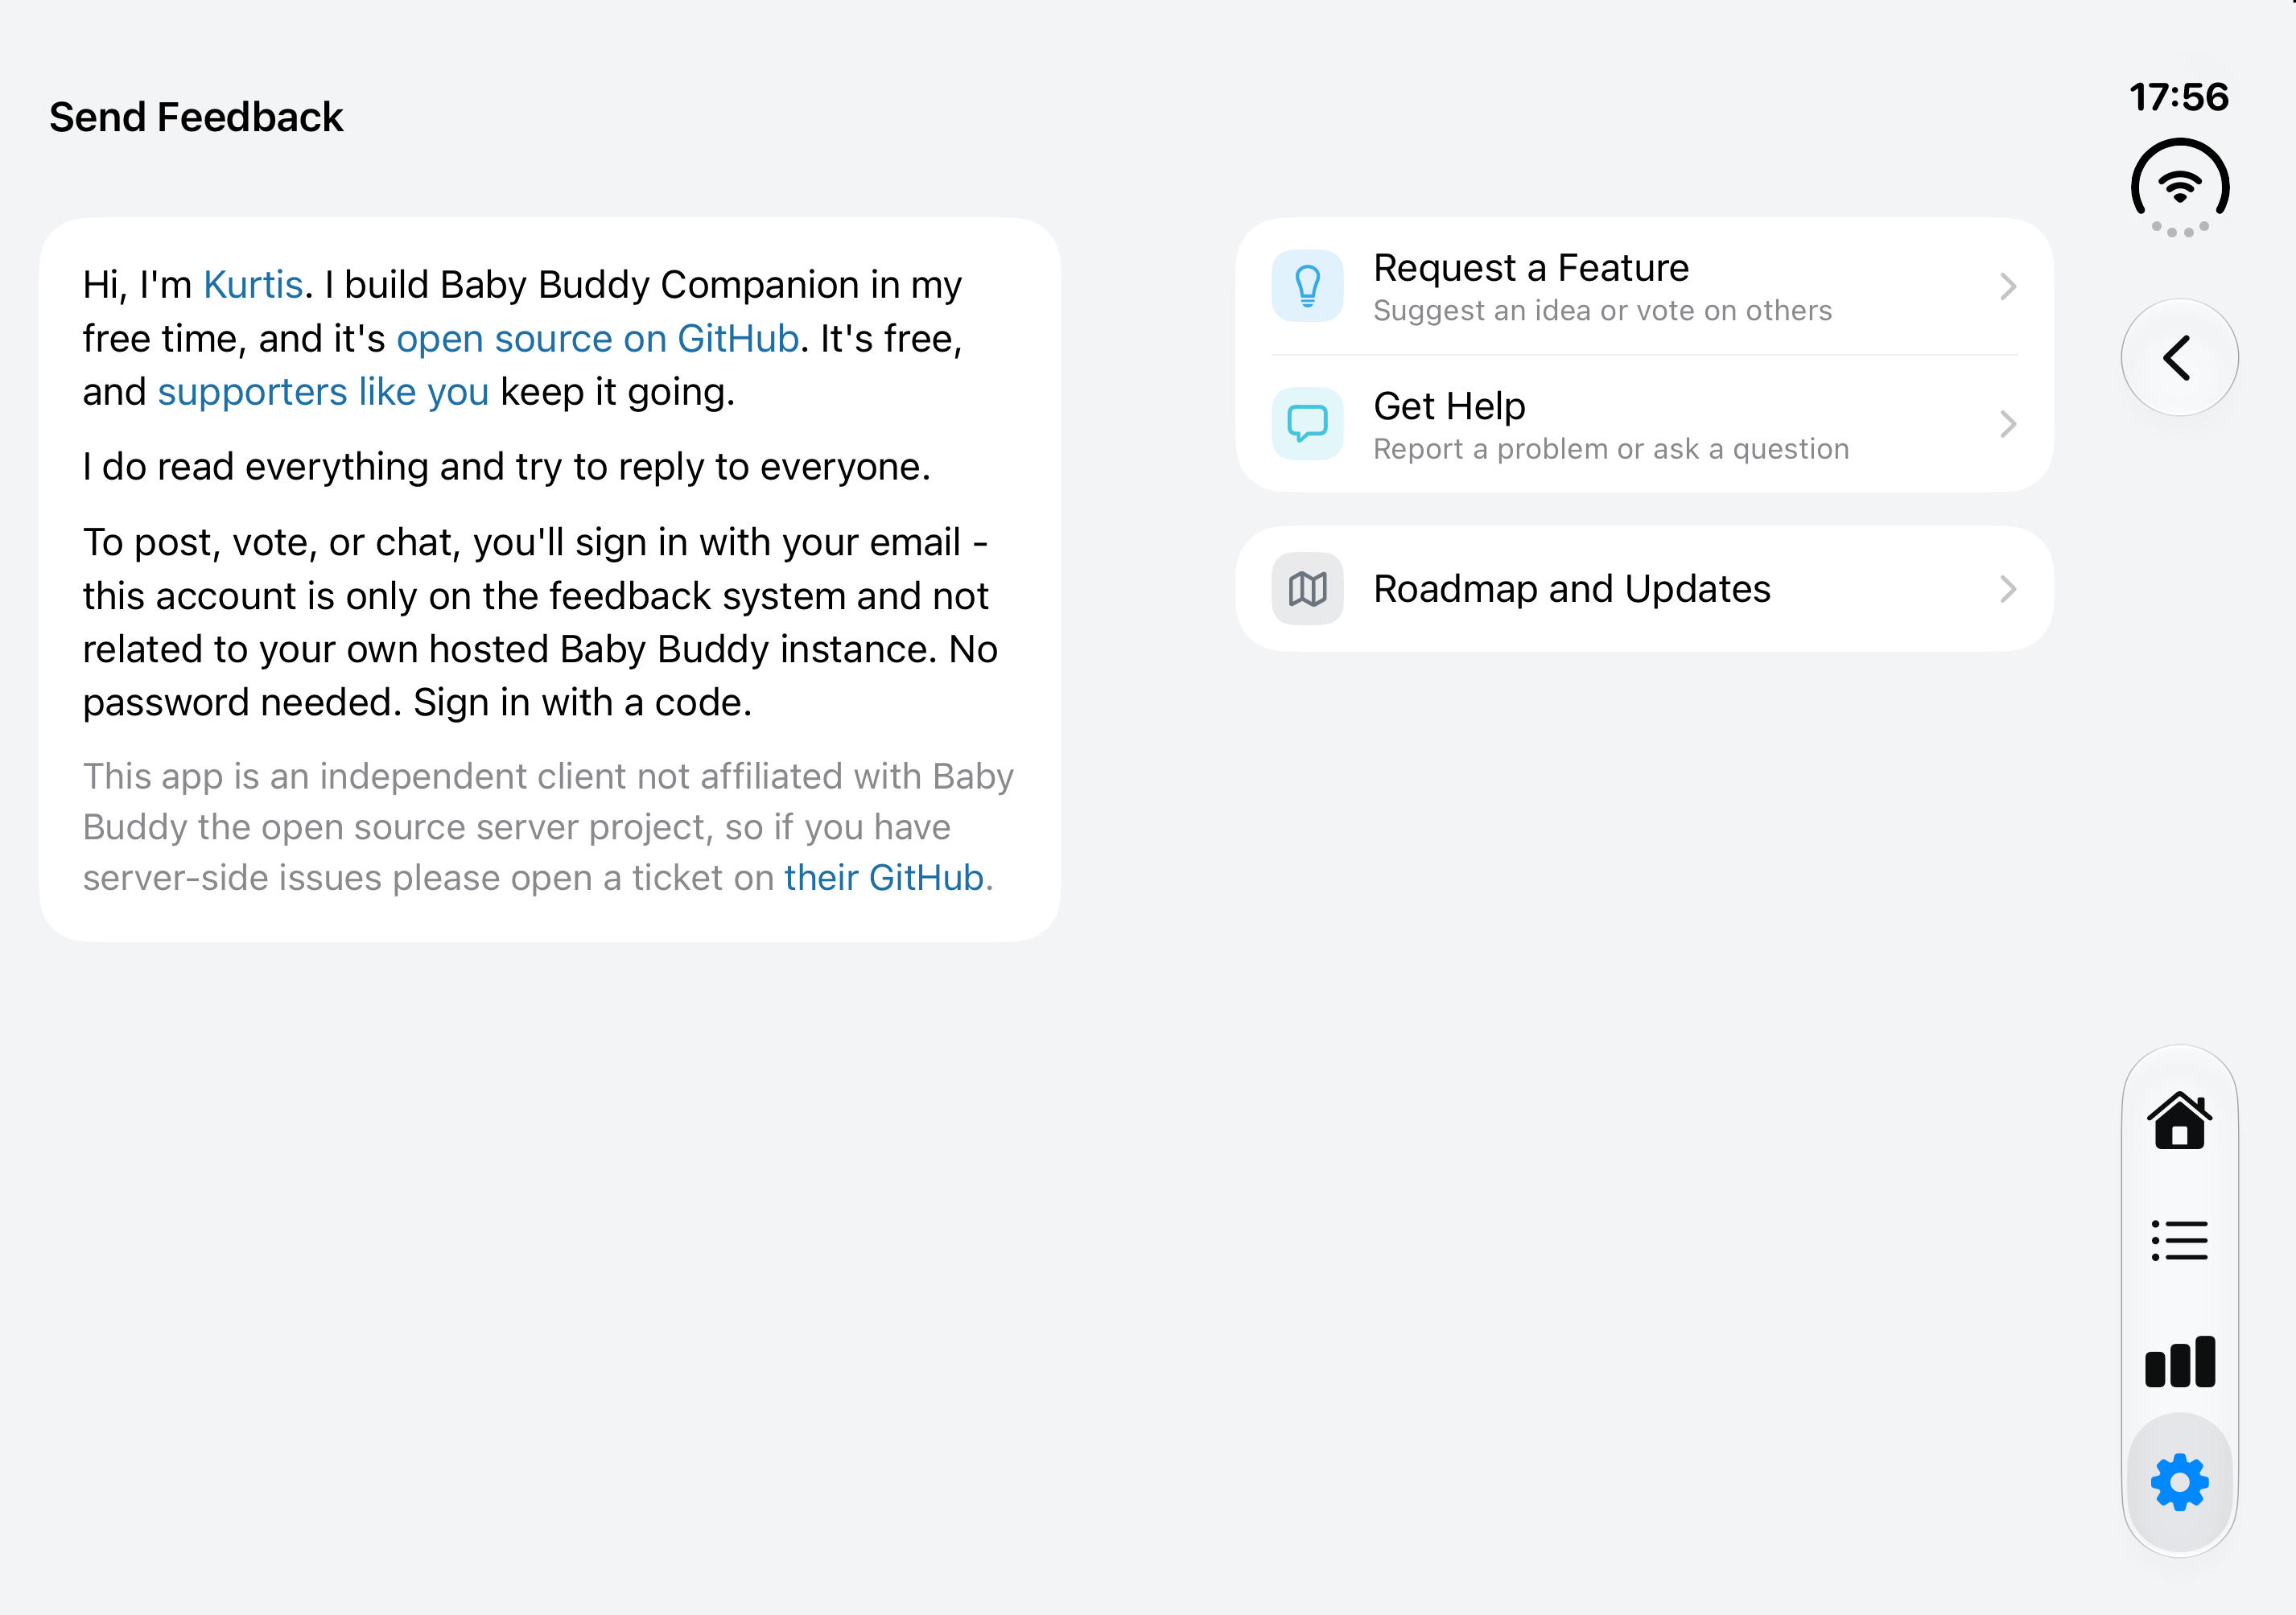 Send Feedback
17:56
Hi, I'm Kurtis. I build Baby Buddy Companion in my
free time, and it's open source on GitHub. It's free,
and supporters like you keep it going.
I do read everything and try to reply to everyone.
To post, vote, or chat, you'll sign in with your email -
this account is only on the feedback system and not
related to your own hosted Baby Buddy instance. No
password needed. Sign in with a code.
This app is an independent client not affiliated with Baby
Buddy the open source server project, so if you have
server-side issues please open a ticket on their GitHub.
Request a Feature
Suggest an idea or vote on others
Get Help
Report a problem or ask a question
Roadmap and Updates